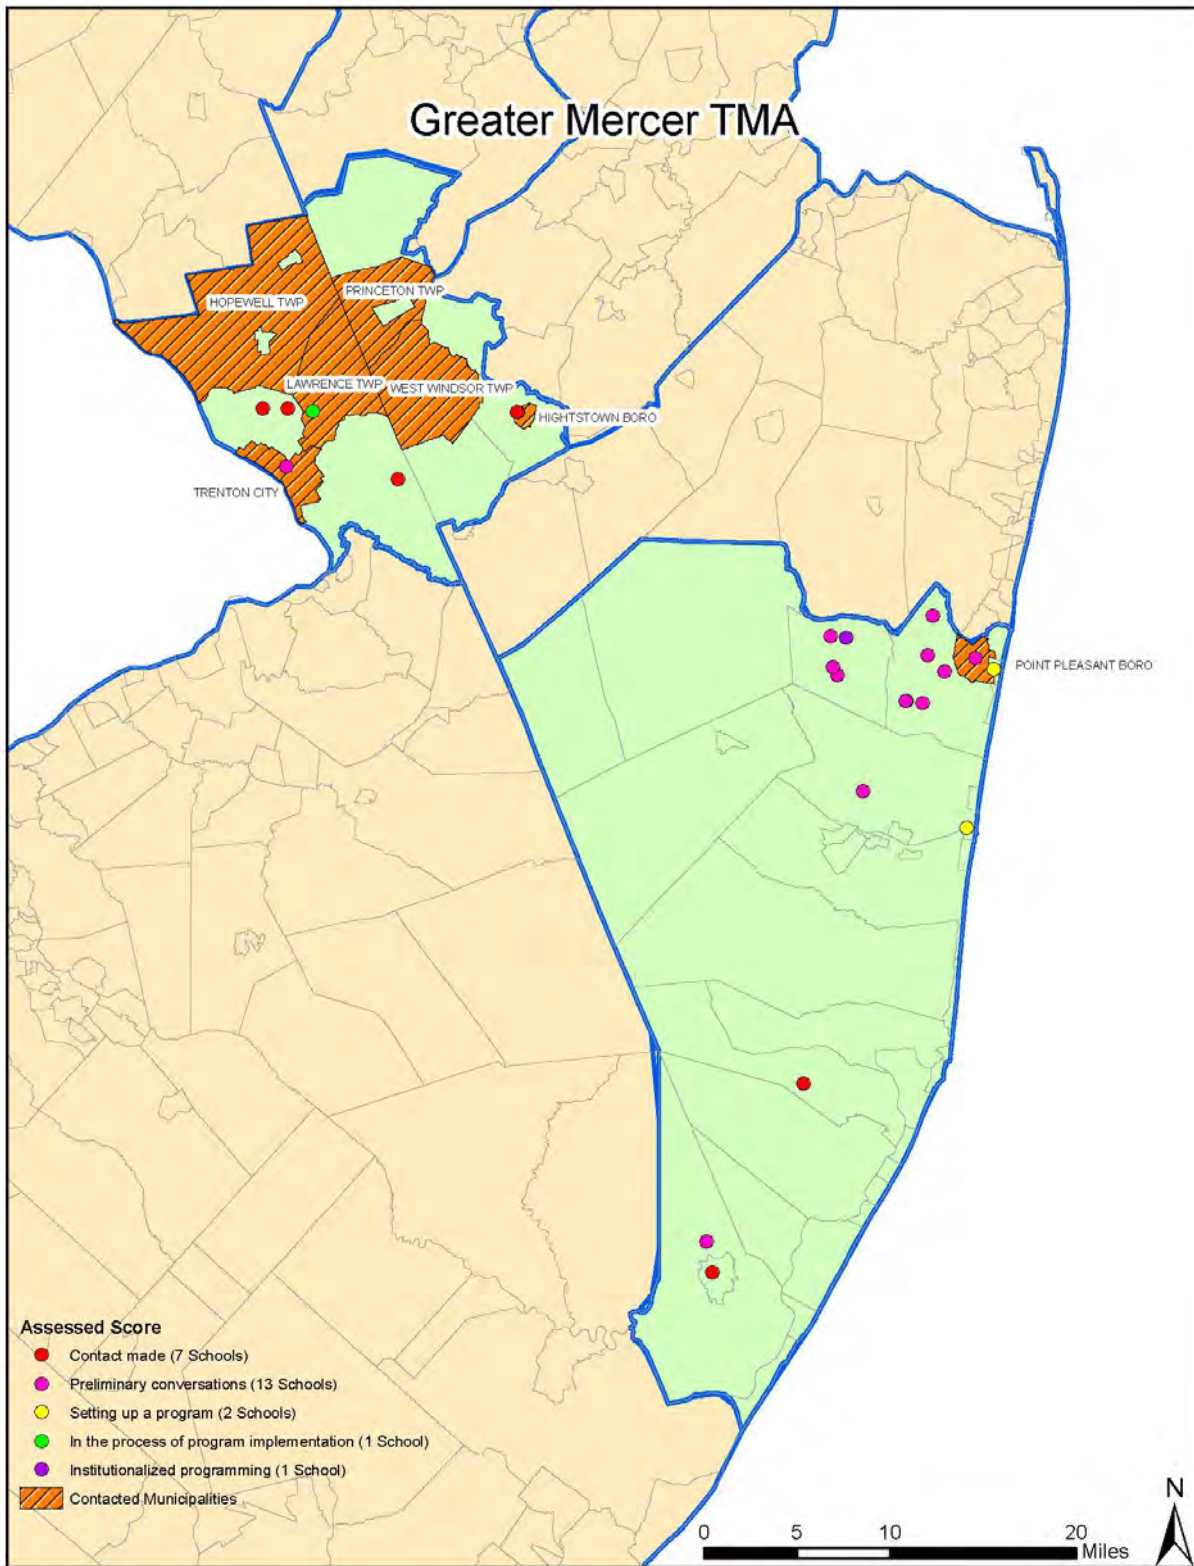 Greater Mercer TMA
HOPEWELL TWP
PRINCETON TWP
LAWRENCE TWP
WEST WINDSOR TWP
HIGHTSTOWN BORO
TRENTON CITY
POINT PLEASANT BORO
Assessed Score
Contact made (7 Schools)
Preliminary conversations (13 Schools)
Setting up a program (2 Schools)
In the process of program implementation (1 School)
Institutionalized programming (1 School)
Contacted Municipalities
N
0 5 10 20
Miles